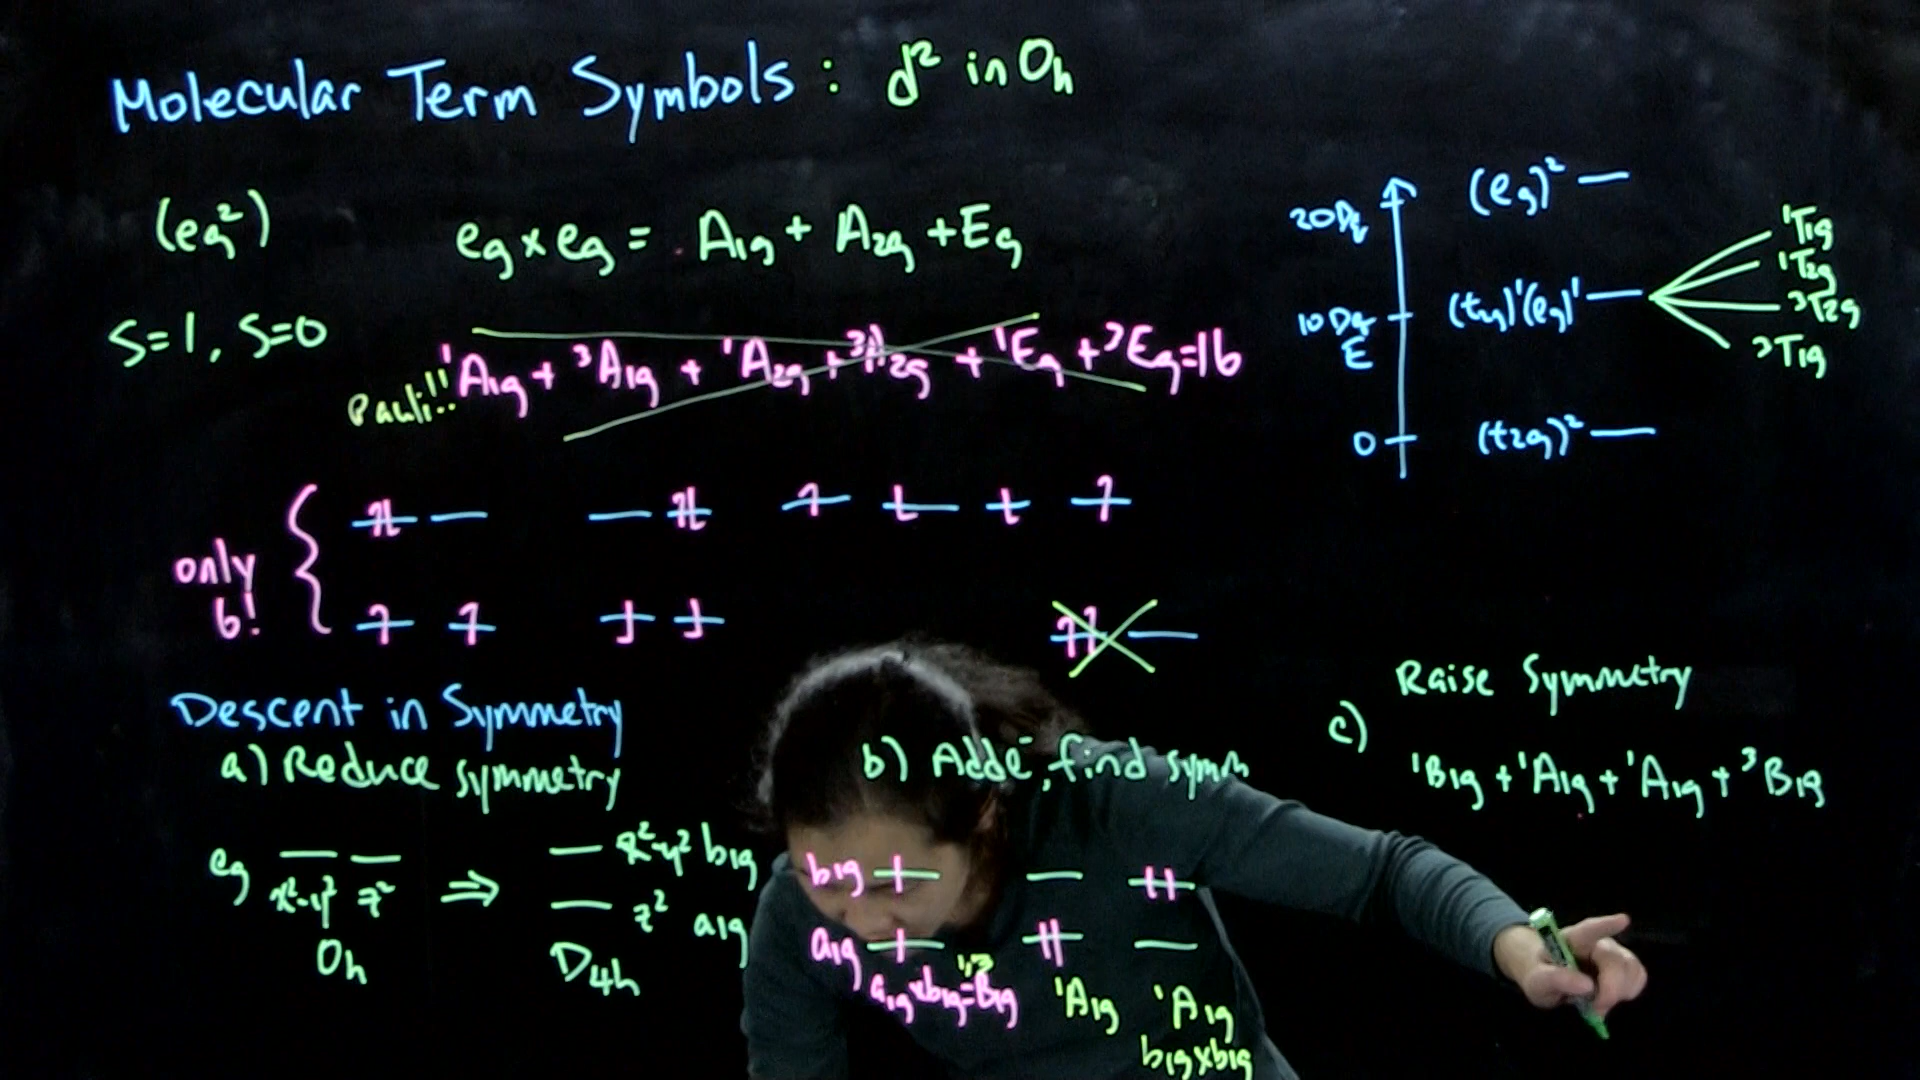 Molecular Term Symbols : d² in Oh
(eg²)
eg x eg = A1g + A2g + Eg
S=1, S=0
Pauli!!
¹A1g + ³A1g + ¹A2g + ³A2g + ¹Eg + ³Eg = 16
only
6!
20Dq
(eg)²
10Dq
E
(t2g)¹(eg)¹
0
(t2g)²
¹T1g
¹T2g
³T2g
³T1g
Descent in Symmetry
a) Reduce symmetry
eg
x²-y² z²
Oh
⇒
x²-y² b1g
z² a1g
D4h
b) Add e⁻, find symm
b1g
a1g
a1g x b1g = ¹,³B1g
¹A1g
¹A1g
b1g x b1g
c) Raise Symmetry
¹B1g + ¹A1g + ¹A1g + ³B1g